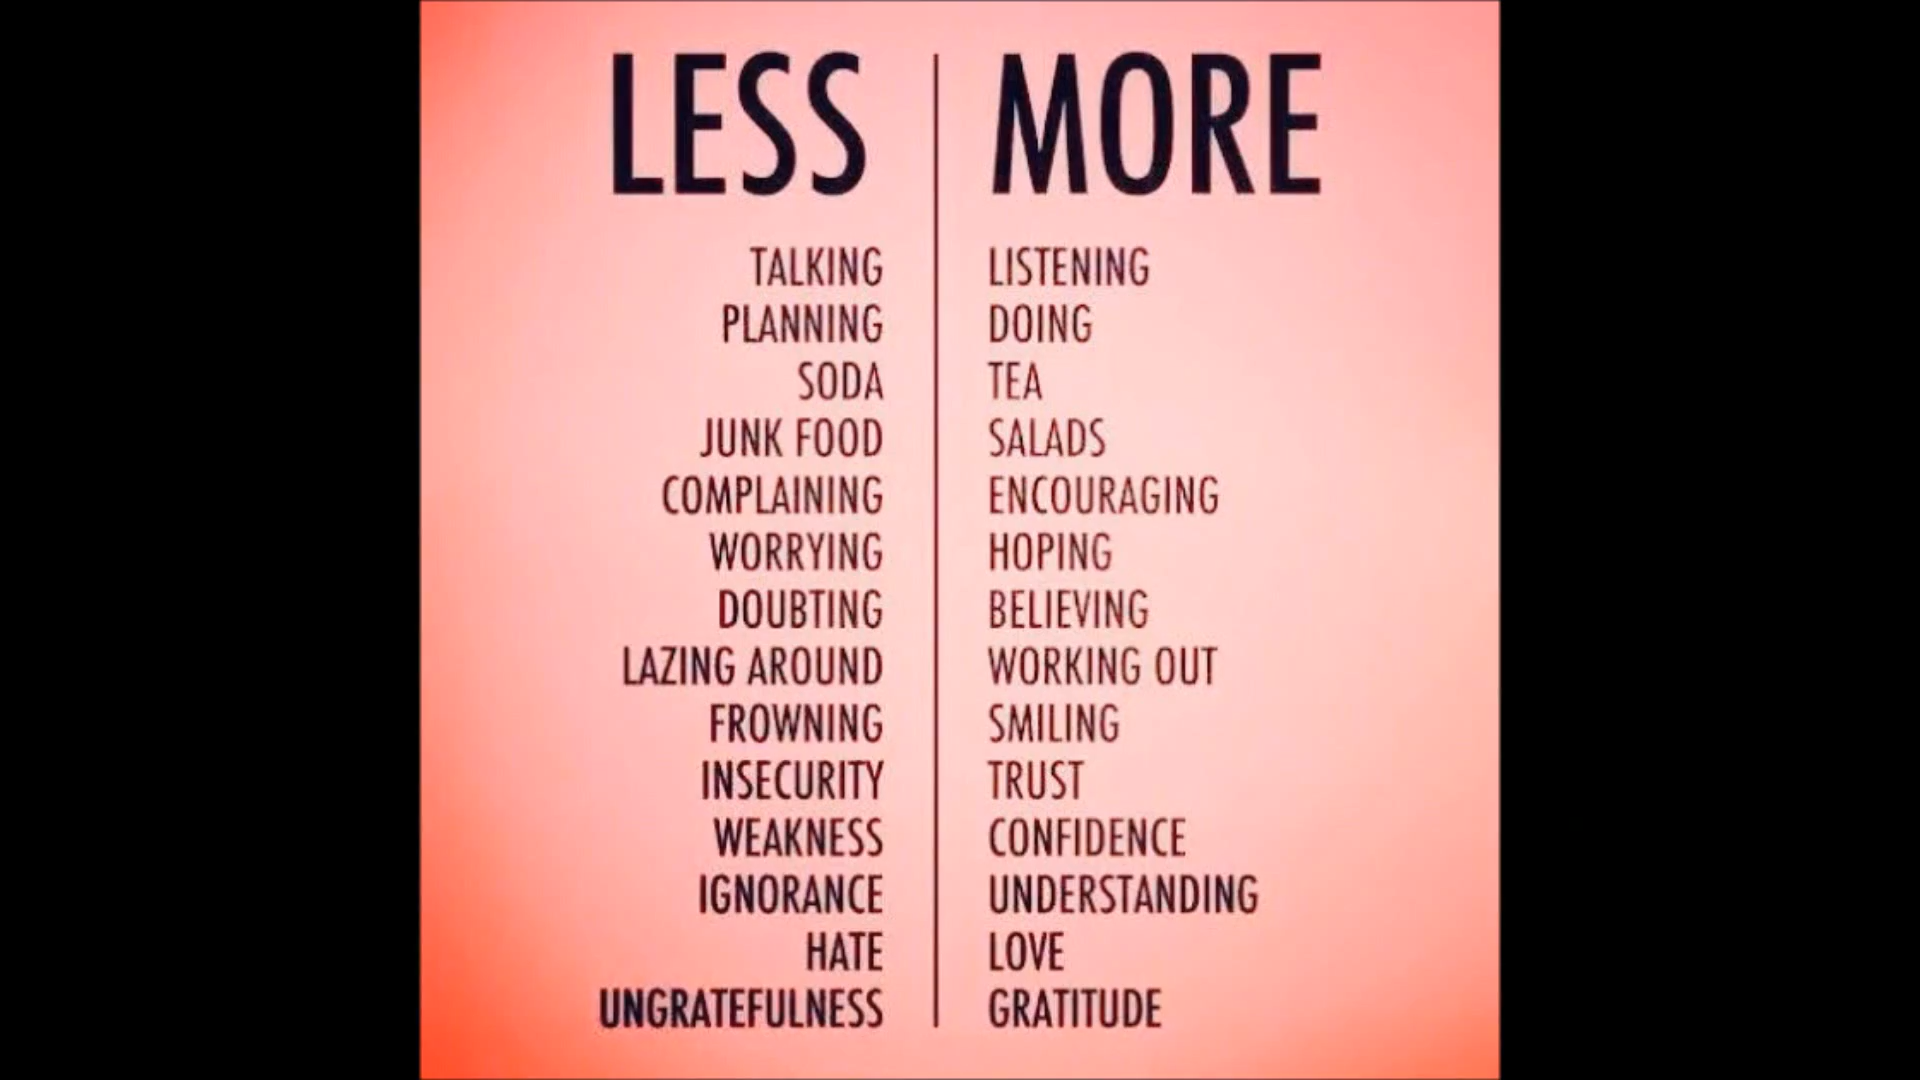 LESS MORE
TALKING LISTENING
PLANNING DOING
SODA TEA
JUNK FOOD SALADS
COMPLAINING ENCOURAGING
WORRYING HOPING
DOUBTING BELIEVING
LAZING AROUND WORKING OUT
FROWNING SMILING
INSECURITY TRUST
WEAKNESS CONFIDENCE
IGNORANCE UNDERSTANDING
HATE LOVE
UNGRATEFULNESS GRATITUDE